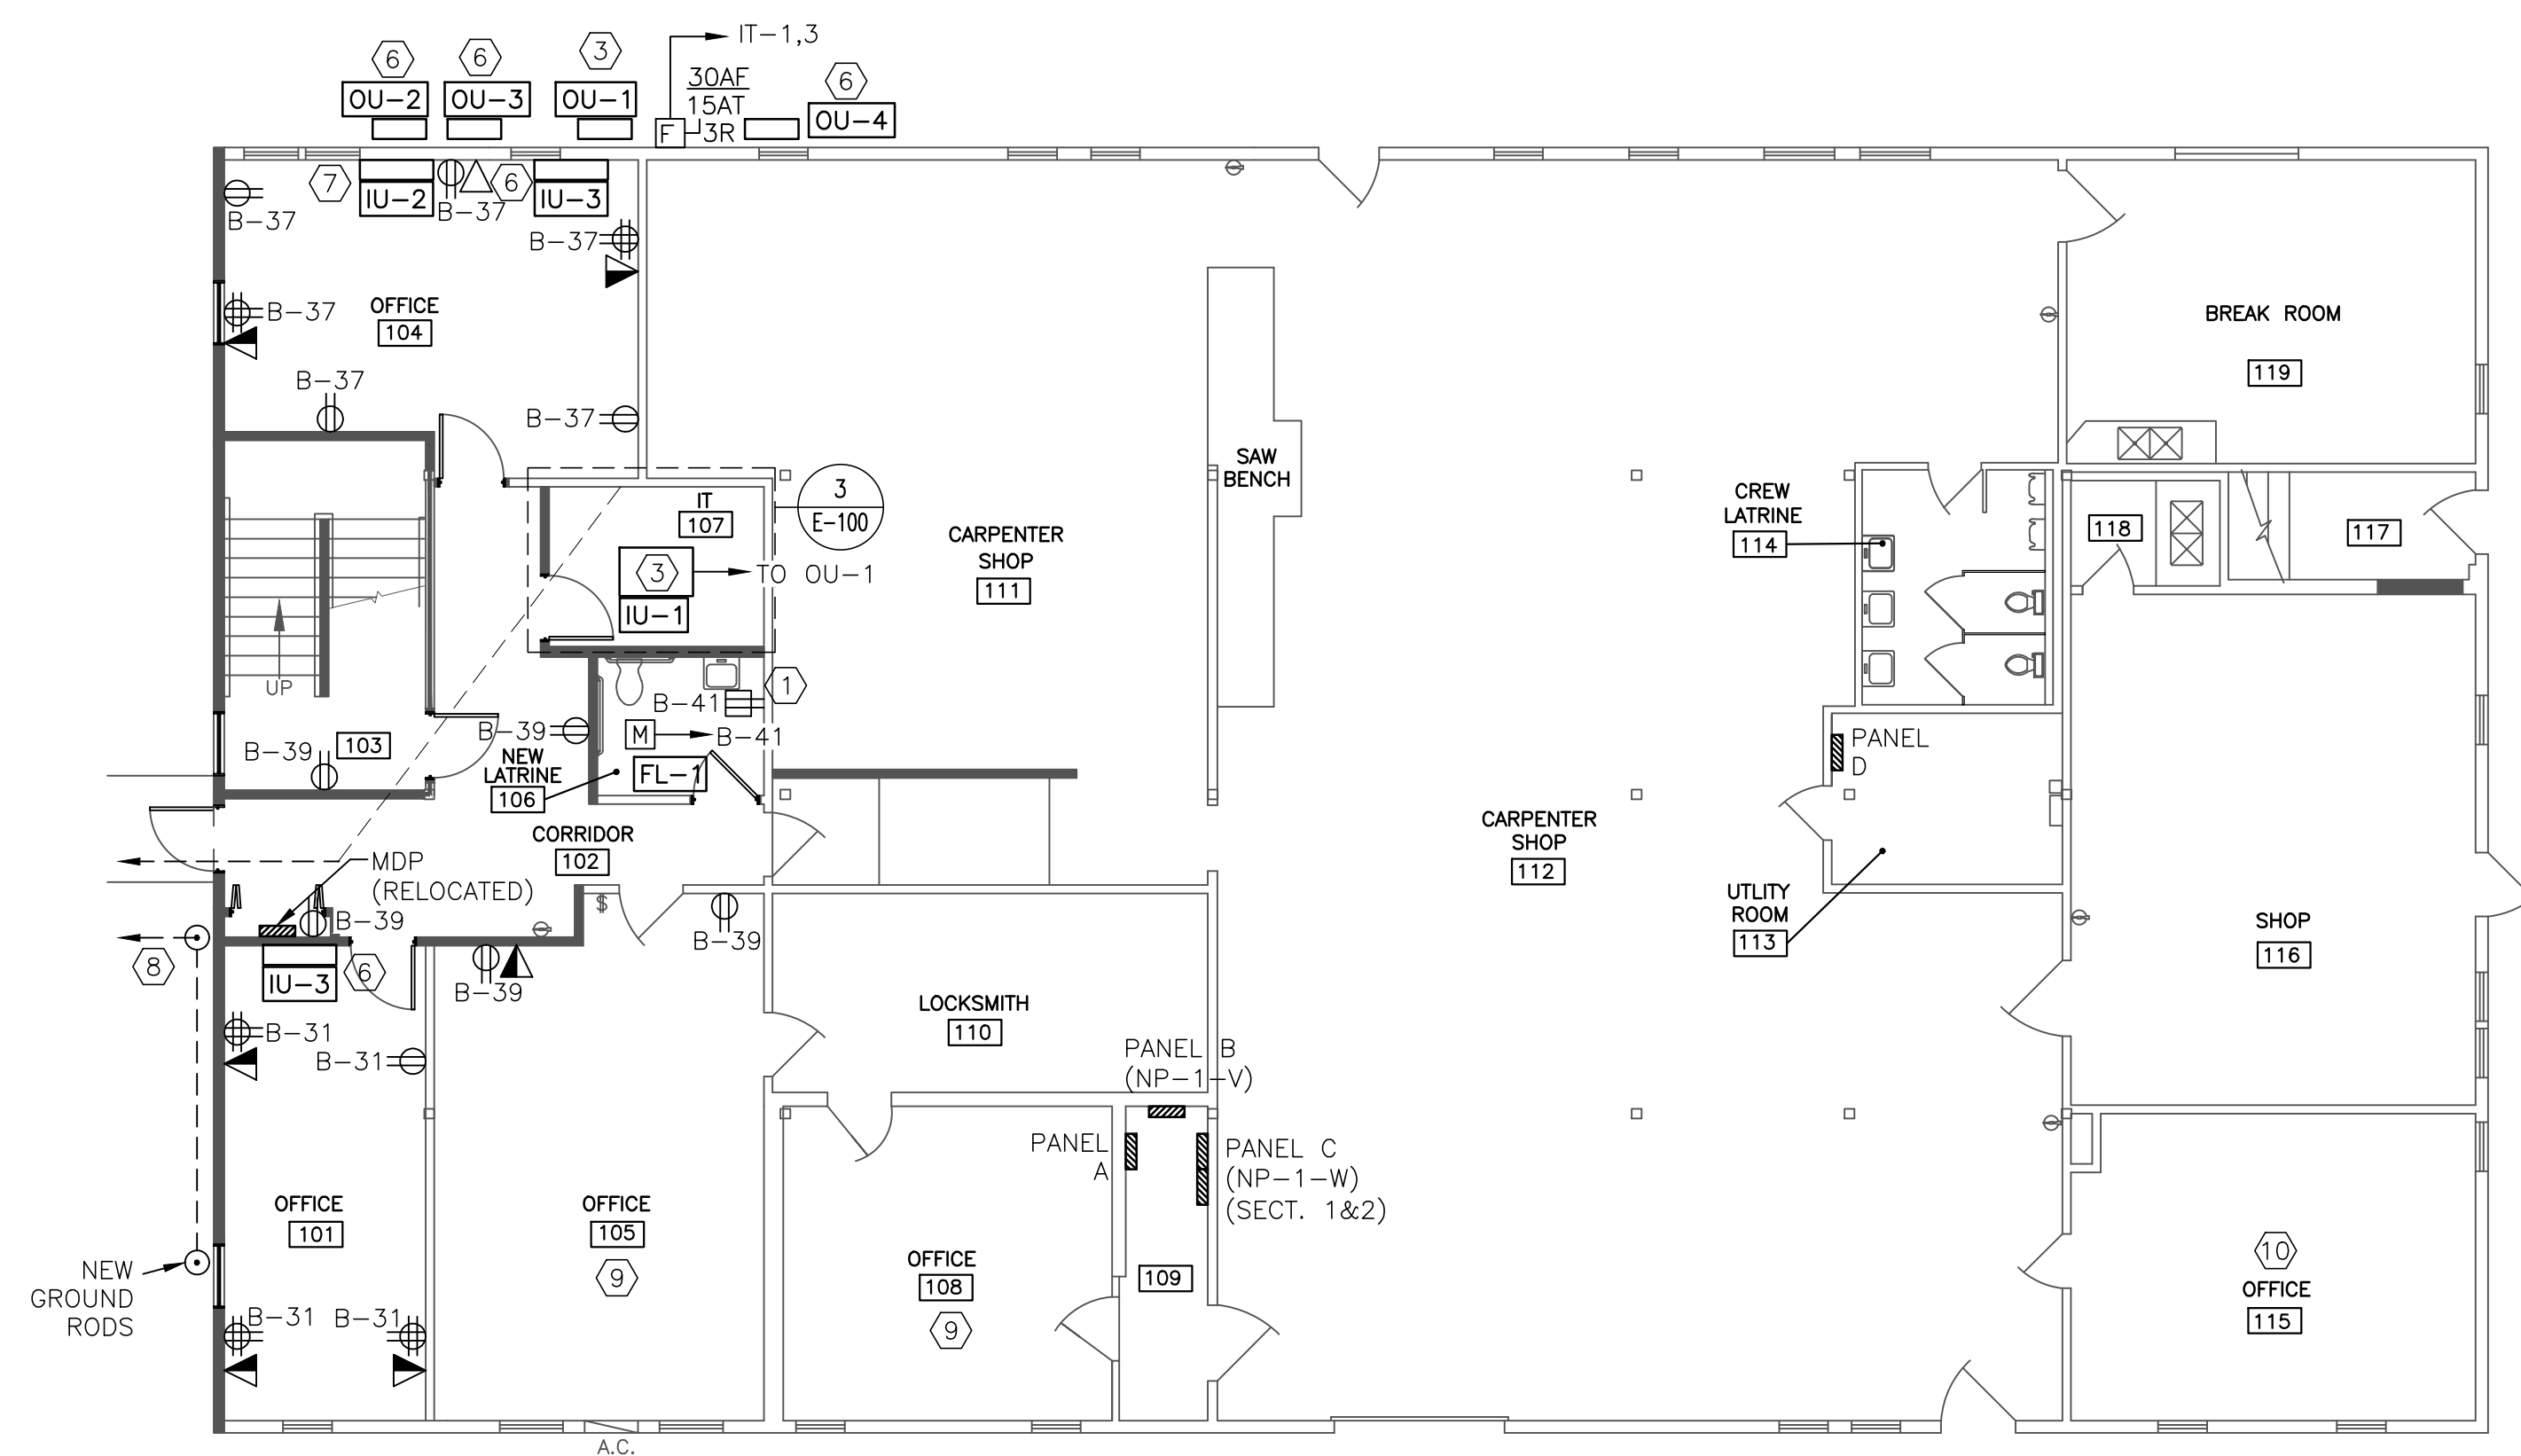 IT-1,3
6
6
3
6
30AF
15AT
3R
F
OU-2
OU-3
OU-1
OU-4
7
IU-2
6
IU-3
B-37
B-37
B-37
B-37
OFFICE
104
B-37
B-37
BREAK ROOM
119
SAW
BENCH
IT
107
3
E-100
CREW
LATRINE
114
118
117
CARPENTER
SHOP
111
3
TO OU-1
IU-1
UP
1
B-41
B-39
M
B-41
B-39
103
NEW
LATRINE
106
FL-1
PANEL
D
CORRIDOR
102
CARPENTER
SHOP
112
MDP
(RELOCATED)
$
B-39
B-39
UTLITY
ROOM
113
SHOP
116
8
IU-3
6
B-39
LOCKSMITH
110
B-31
B-31
PANEL B
(NP-1-V)
PANEL
A
PANEL C
(NP-1-W)
(SECT. 1&2)
OFFICE
101
OFFICE
105
9
OFFICE
108
9
109
10
OFFICE
115
NEW
GROUND
RODS
B-31
B-31
A.C.